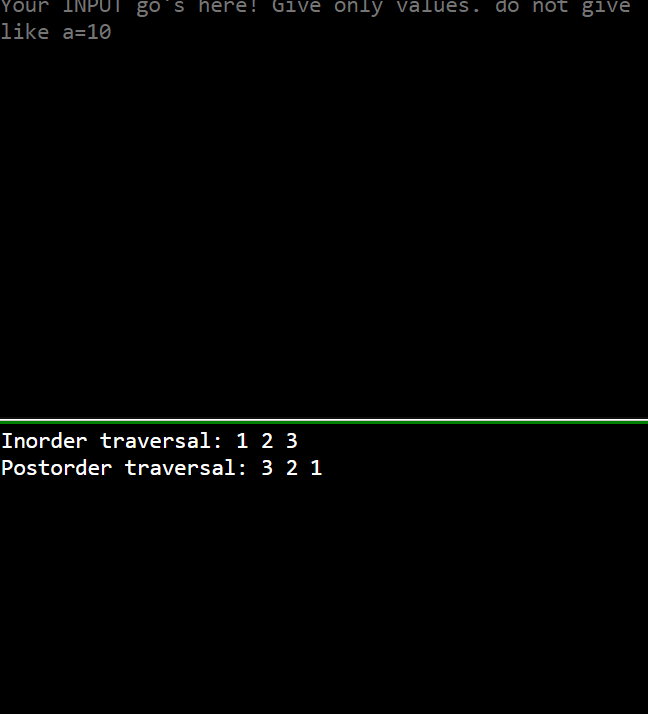 Your INPUT go's here! Give only values. do not give
like a=10
Inorder traversal: 1 2 3
Postorder traversal: 3 2 1